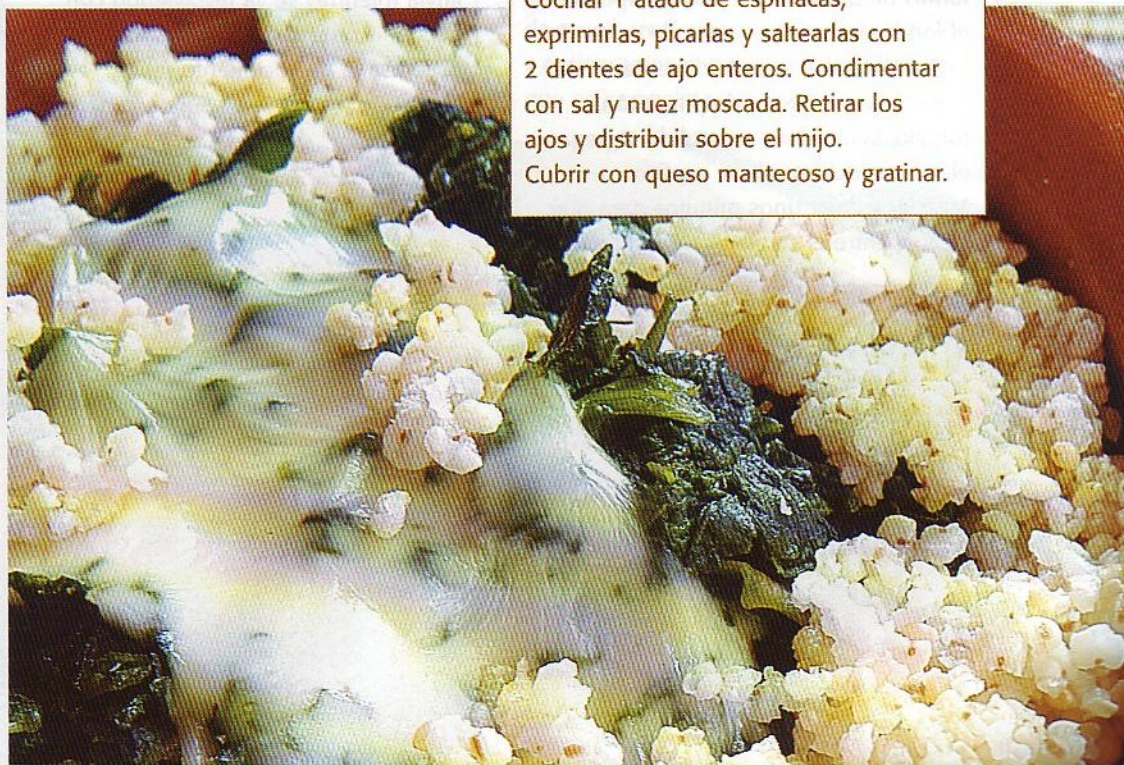 Cocinar 1 atado de espinacas,
exprimirlas, picarlas y saltearlas con
2 dientes de ajo enteros. Condimentar
con sal y nuez moscada. Retirar los
ajos y distribuir sobre el mijo.
Cubrir con queso mantecoso y gratinar.